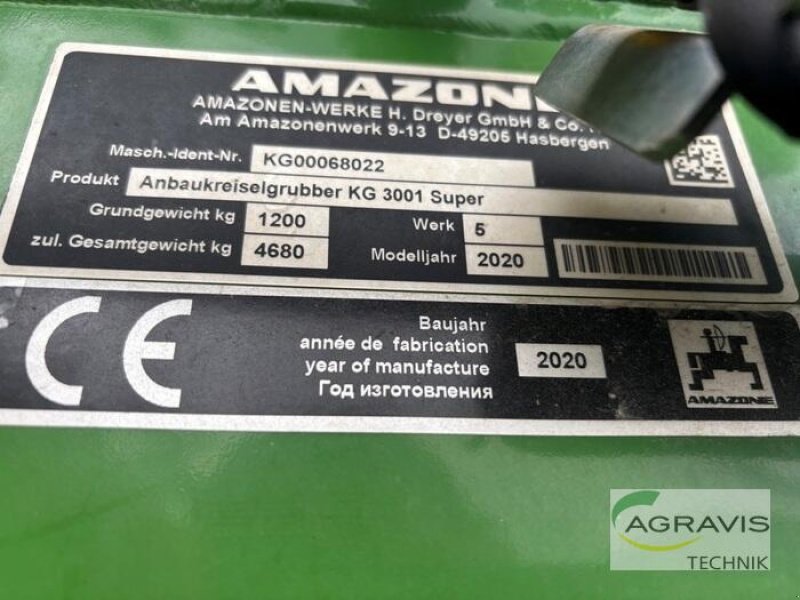 AMAZONE
AMAZONEN-WERKE H. Dreyer GmbH & Co.
Am Amazonenwerk 9-13 D-49205 Hasbergen
Masch.-Ident-Nr. KG00068022
Produkt Anbaukreiselgrubber KG 3001 Super
Grundgewicht kg 1200 Werk 5
zul. Gesamtgewicht kg 4680 Modelljahr 2020
CE
Baujahr
année de fabrication
year of manufacture 2020
Год изготовления
AMAZONE
AGRAVIS
TECHNIK